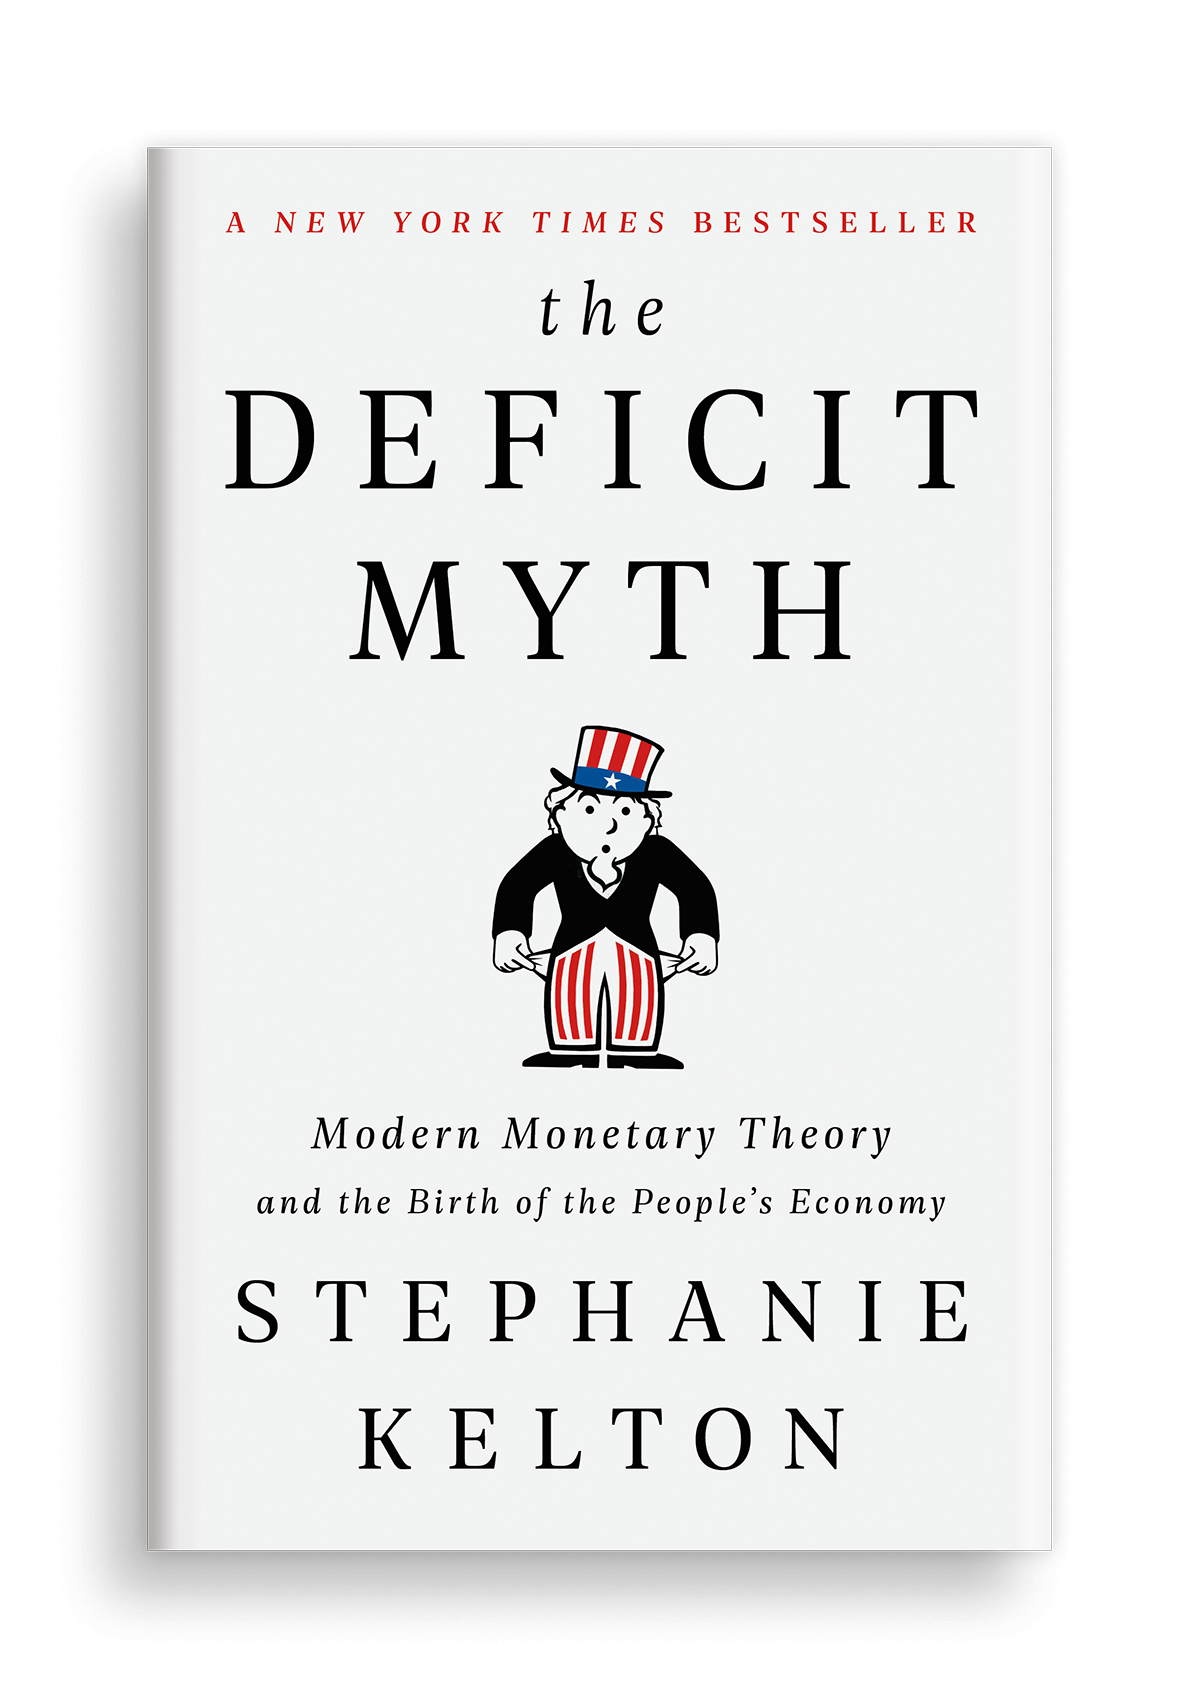 A NEW YORK TIMES BESTSELLER
the
DEFICIT
MYTH
Modern Monetary Theory
and the Birth of the People’s Economy
STEPHANIE
KELTON